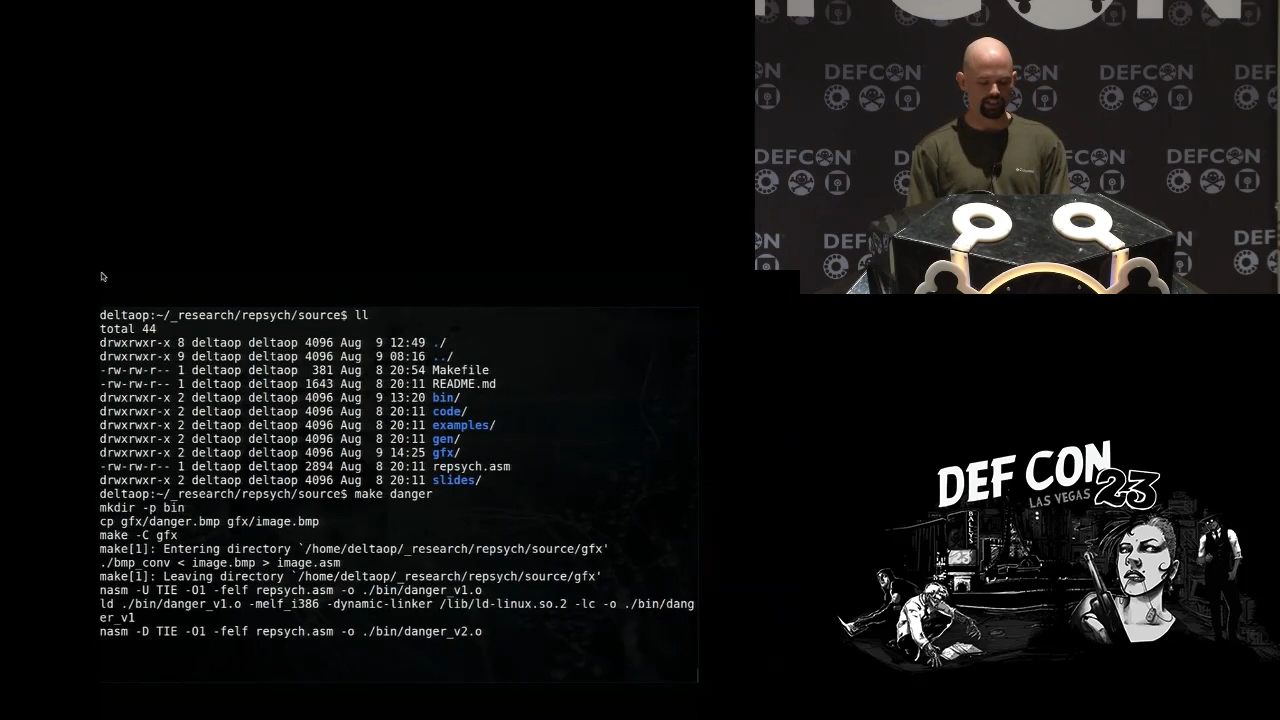 deltaop:~/_research/repsych/source$ ll
total 44
drwxrwxr-x 8 deltaop deltaop 4096 Aug  9 12:49 ./
drwxrwxr-x 9 deltaop deltaop 4096 Aug  9 08:16 ../
-rw-rw-r-- 1 deltaop deltaop  381 Aug  8 20:54 Makefile
-rw-rw-r-- 1 deltaop deltaop 1643 Aug  8 20:11 README.md
drwxrwxr-x 2 deltaop deltaop 4096 Aug  9 13:20 bin/
drwxrwxr-x 2 deltaop deltaop 4096 Aug  8 20:11 code/
drwxrwxr-x 2 deltaop deltaop 4096 Aug  8 20:11 examples/
drwxrwxr-x 2 deltaop deltaop 4096 Aug  8 20:11 gen/
drwxrwxr-x 2 deltaop deltaop 4096 Aug  9 14:25 gfx/
-rw-rw-r-- 1 deltaop deltaop 2894 Aug  8 20:11 repsych.asm
drwxrwxr-x 2 deltaop deltaop 4096 Aug  8 20:11 slides/
deltaop:~/_research/repsych/source$ make danger
mkdir -p bin
cp gfx/danger.bmp gfx/image.bmp
make -C gfx
make[1]: Entering directory `/home/deltaop/_research/repsych/source/gfx'
./bmp_conv < image.bmp > image.asm
make[1]: Leaving directory `/home/deltaop/_research/repsych/source/gfx'
nasm -U TIE -O1 -felf repsych.asm -o ./bin/danger_v1.o
ld ./bin/danger_v1.o -melf_i386 -dynamic-linker /lib/ld-linux.so.2 -lc -o ./bin/dang
er_v1
nasm -D TIE -O1 -felf repsych.asm -o ./bin/danger_v2.o
DEFCON
DEFCON
DEF
DEFCON
DEFCON
DEFCON
DEF
DEF CON
23
LAS VEGAS
BALLYS